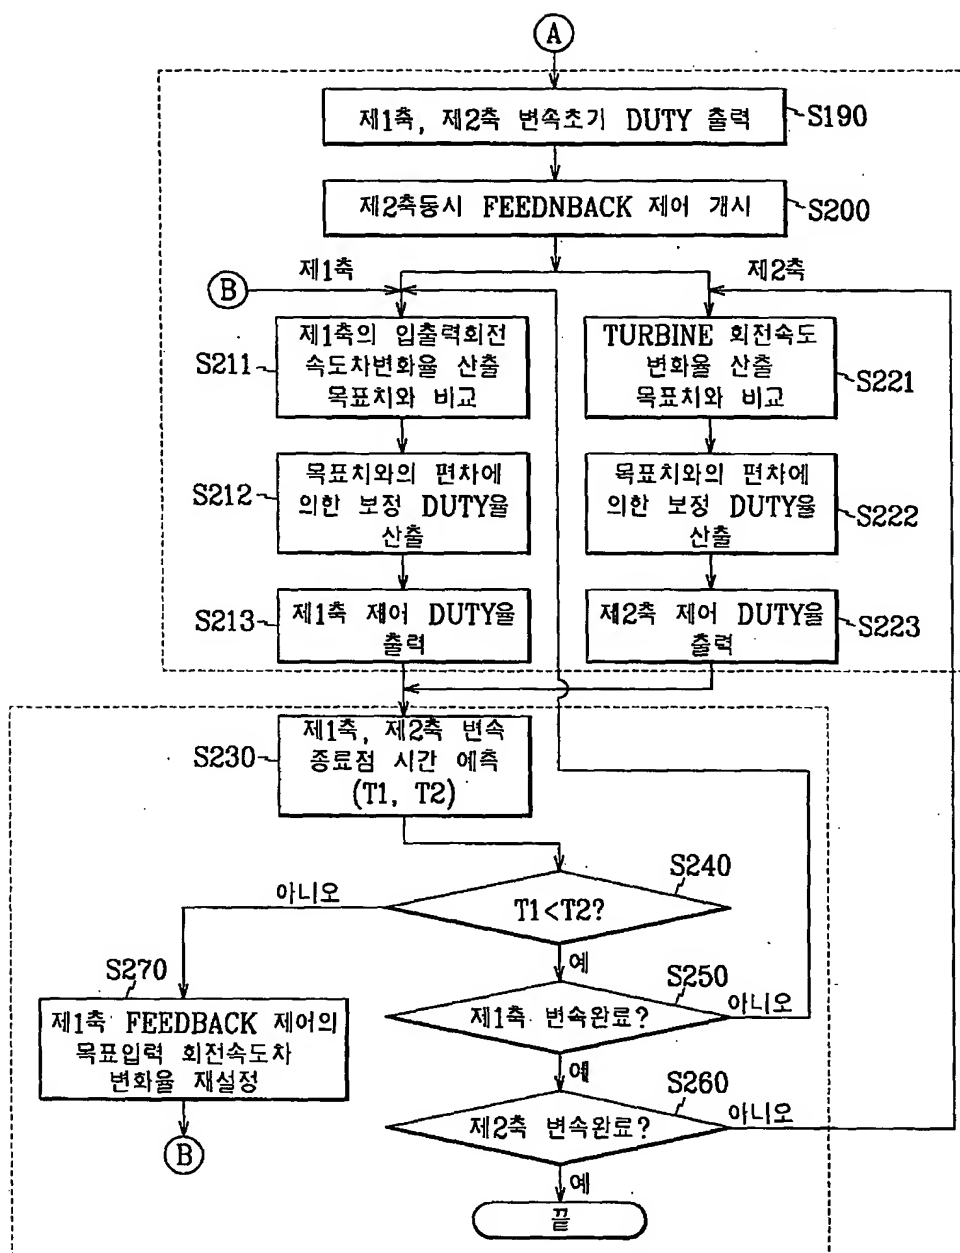 A
제1축, 제2축 변속초기 DUTY 출력
S190
제2축동시 FEEDNBACK 제어 개시
S200
제1축
제2축
B
제1축의 입출력회전
속도차변화율 산출
목표치와 비교
S211
TURBINE 회전속도
변화율 산출
목표치와 비교
S221
목표치와의 편차에
의한 보정 DUTY율
산출
S212
목표치와의 편차에
의한 보정 DUTY율
산출
S222
제1축 제어 DUTY율
출력
S213
제2축 제어 DUTY율
출력
S223
제1축, 제2축 변속
종료점 시간 예측
(T1, T2)
S230
S240
아니오
T1<T2?
예
S250
제1축 변속완료?
아니오
예
S270
제1축 FEEDBACK 제어의
목표입력 회전속도차
변화율 재설정
B
S260
제2축 변속완료?
아니오
예
끝